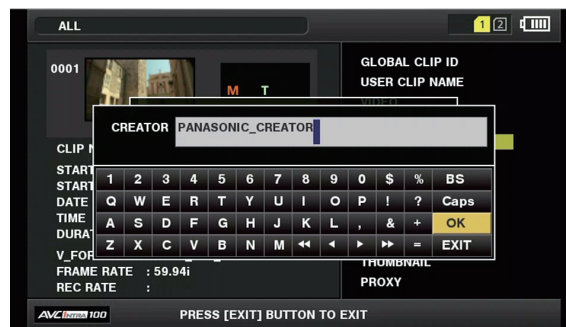 ALL
1 2
0001
M T
GLOBAL CLIP ID
USER CLIP NAME
VIDEO
CREATOR PANASONIC_CREATOR
CLIP
START
START
DATE
TIME
DURAT
V_FOR
FRAME RATE : 59.94i
REC RATE :
1 2 3 4 5 6 7 8 9 0 $ % BS
Q W E R T Y U I O P ! ? Caps
A S D F G H J K L , & + OK
Z X C V B N M ◂◂ ◂ ▸ ▸▸ = EXIT
THUMBNAIL
PROXY
AVC Intra 100
PRESS [EXIT] BUTTON TO EXIT